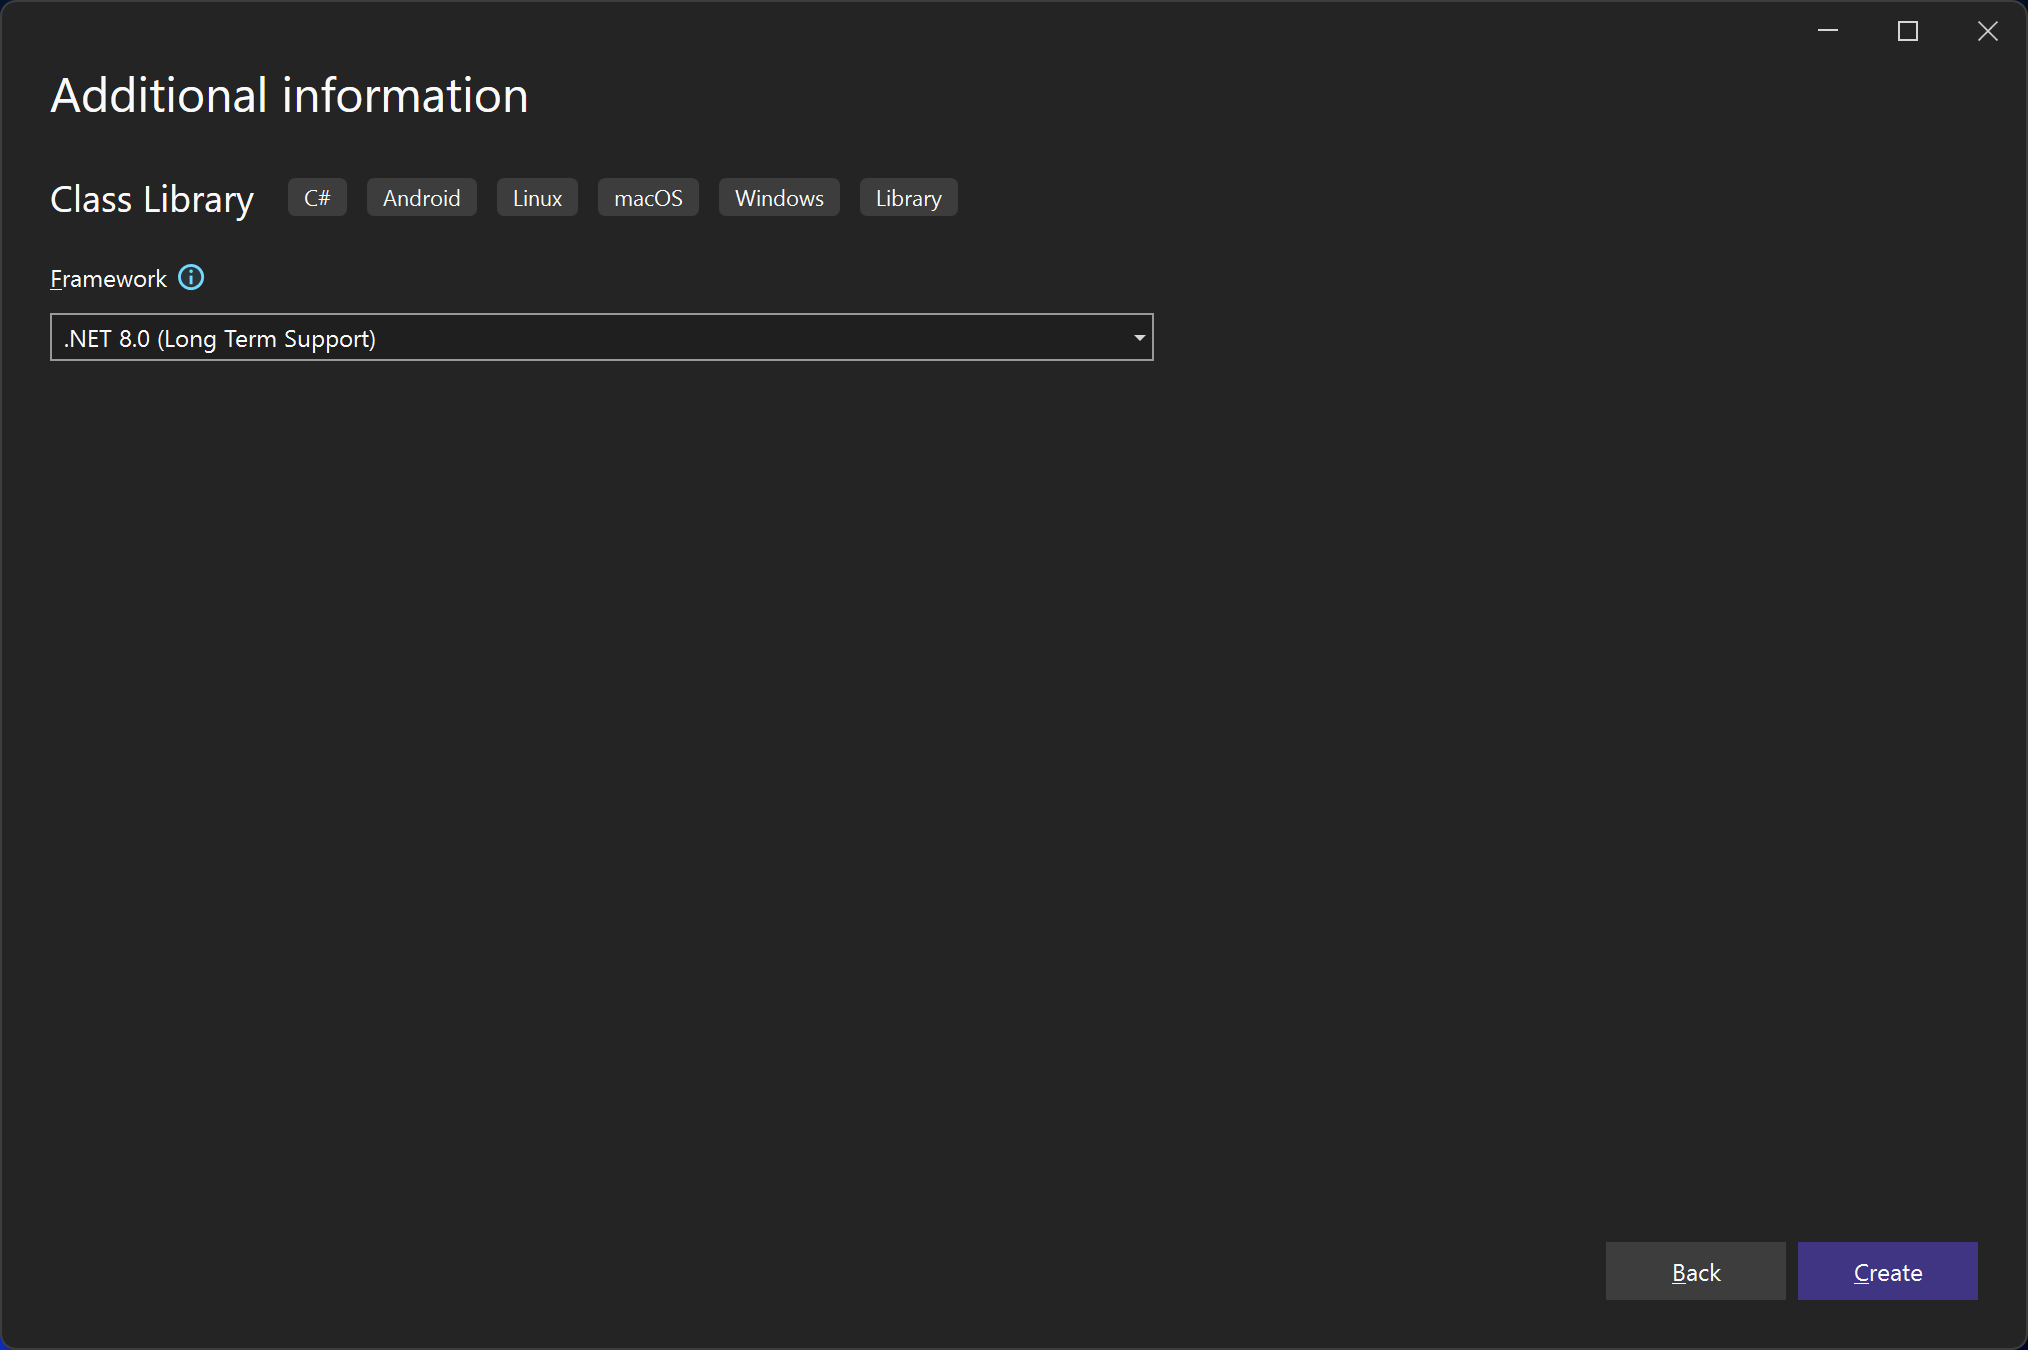 Additional information
Class Library C# Android Linux macOS Windows Library
Framework
.NET 8.0 (Long Term Support)
Back Create